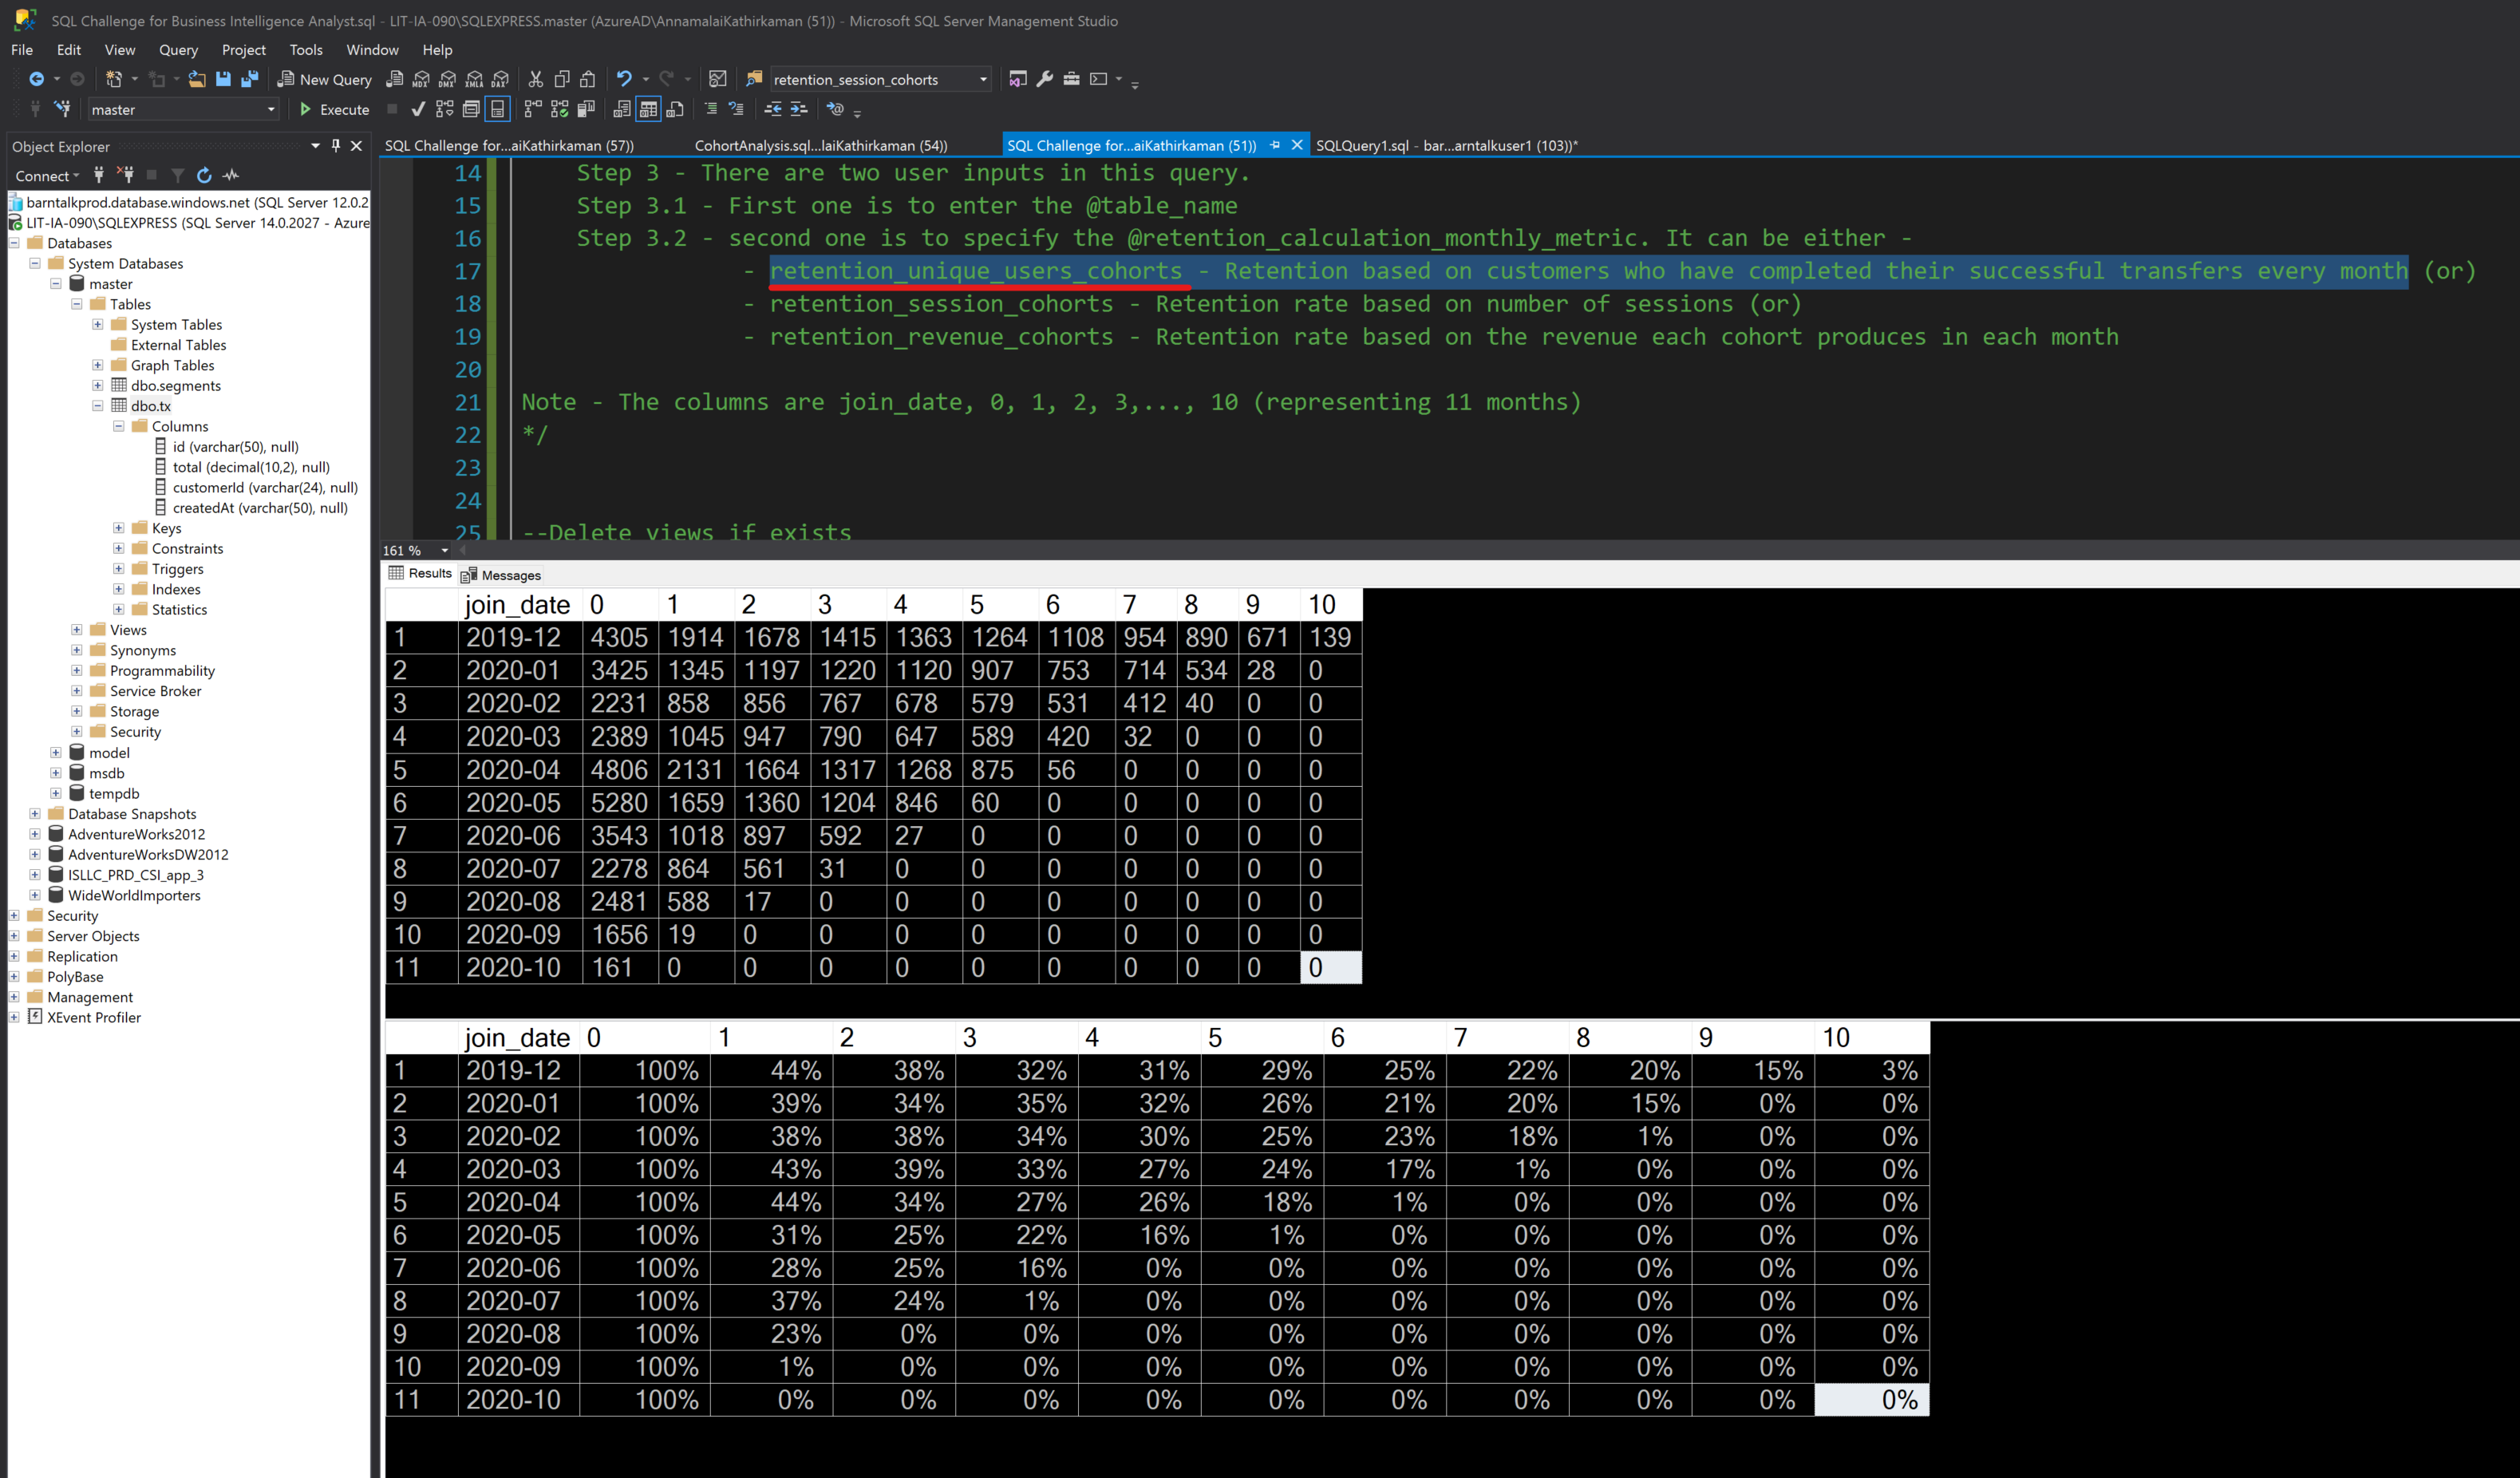 SQL Challenge for Business Intelligence Analyst.sql - LIT-IA-090\SQLEXPRESS.master (AzureAD\AnnamalaiKathirkaman (51)) - Microsoft SQL Server Management Studio
File Edit View Query Project Tools Window Help
New Query MDX DMX XMLA DAX retention_session_cohorts
master Execute
Object Explorer
Connect
barntalkprod.database.windows.net (SQL Server 12.0.2
LIT-IA-090\SQLEXPRESS (SQL Server 14.0.2027 - Azure
Databases
System Databases
master
Tables
System Tables
External Tables
Graph Tables
dbo.segments
dbo.tx
Columns
id (varchar(50), null)
total (decimal(10,2), null)
customerId (varchar(24), null)
createdAt (varchar(50), null)
Keys
Constraints
Triggers
Indexes
Statistics
Views
Synonyms
Programmability
Service Broker
Storage
Security
model
msdb
tempdb
Database Snapshots
AdventureWorks2012
AdventureWorksDW2012
ISLLC_PRD_CSI_app_3
WideWorldImporters
Security
Server Objects
Replication
PolyBase
Management
XEvent Profiler
SQL Challenge for...aiKathirkaman (57)) CohortAnalysis.sql...laiKathirkaman (54)) SQL Challenge for...aiKathirkaman (51)) SQLQuery1.sql - bar...arntalkuser1 (103))*
14 Step 3 - There are two user inputs in this query.
15 Step 3.1 - First one is to enter the @table_name
16 Step 3.2 - second one is to specify the @retention_calculation_monthly_metric. It can be either -
17 - retention_unique_users_cohorts - Retention based on customers who have completed their successful transfers every month (or)
18 - retention_session_cohorts - Retention rate based on number of sessions (or)
19 - retention_revenue_cohorts - Retention rate based on the revenue each cohort produces in each month
20
21 Note - The columns are join_date, 0, 1, 2, 3,..., 10 (representing 11 months)
22 */
23
24
25 --Delete views if exists
161 %
Results Messages
join_date 0 1 2 3 4 5 6 7 8 9 10
1 2019-12 4305 1914 1678 1415 1363 1264 1108 954 890 671 139
2 2020-01 3425 1345 1197 1220 1120 907 753 714 534 28 0
3 2020-02 2231 858 856 767 678 579 531 412 40 0 0
4 2020-03 2389 1045 947 790 647 589 420 32 0 0 0
5 2020-04 4806 2131 1664 1317 1268 875 56 0 0 0 0
6 2020-05 5280 1659 1360 1204 846 60 0 0 0 0 0
7 2020-06 3543 1018 897 592 27 0 0 0 0 0 0
8 2020-07 2278 864 561 31 0 0 0 0 0 0 0
9 2020-08 2481 588 17 0 0 0 0 0 0 0 0
10 2020-09 1656 19 0 0 0 0 0 0 0 0 0
11 2020-10 161 0 0 0 0 0 0 0 0 0 0
join_date 0 1 2 3 4 5 6 7 8 9 10
1 2019-12 100% 44% 38% 32% 31% 29% 25% 22% 20% 15% 3%
2 2020-01 100% 39% 34% 35% 32% 26% 21% 20% 15% 0% 0%
3 2020-02 100% 38% 38% 34% 30% 25% 23% 18% 1% 0% 0%
4 2020-03 100% 43% 39% 33% 27% 24% 17% 1% 0% 0% 0%
5 2020-04 100% 44% 34% 27% 26% 18% 1% 0% 0% 0% 0%
6 2020-05 100% 31% 25% 22% 16% 1% 0% 0% 0% 0% 0%
7 2020-06 100% 28% 25% 16% 0% 0% 0% 0% 0% 0% 0%
8 2020-07 100% 37% 24% 1% 0% 0% 0% 0% 0% 0% 0%
9 2020-08 100% 23% 0% 0% 0% 0% 0% 0% 0% 0% 0%
10 2020-09 100% 1% 0% 0% 0% 0% 0% 0% 0% 0% 0%
11 2020-10 100% 0% 0% 0% 0% 0% 0% 0% 0% 0% 0%